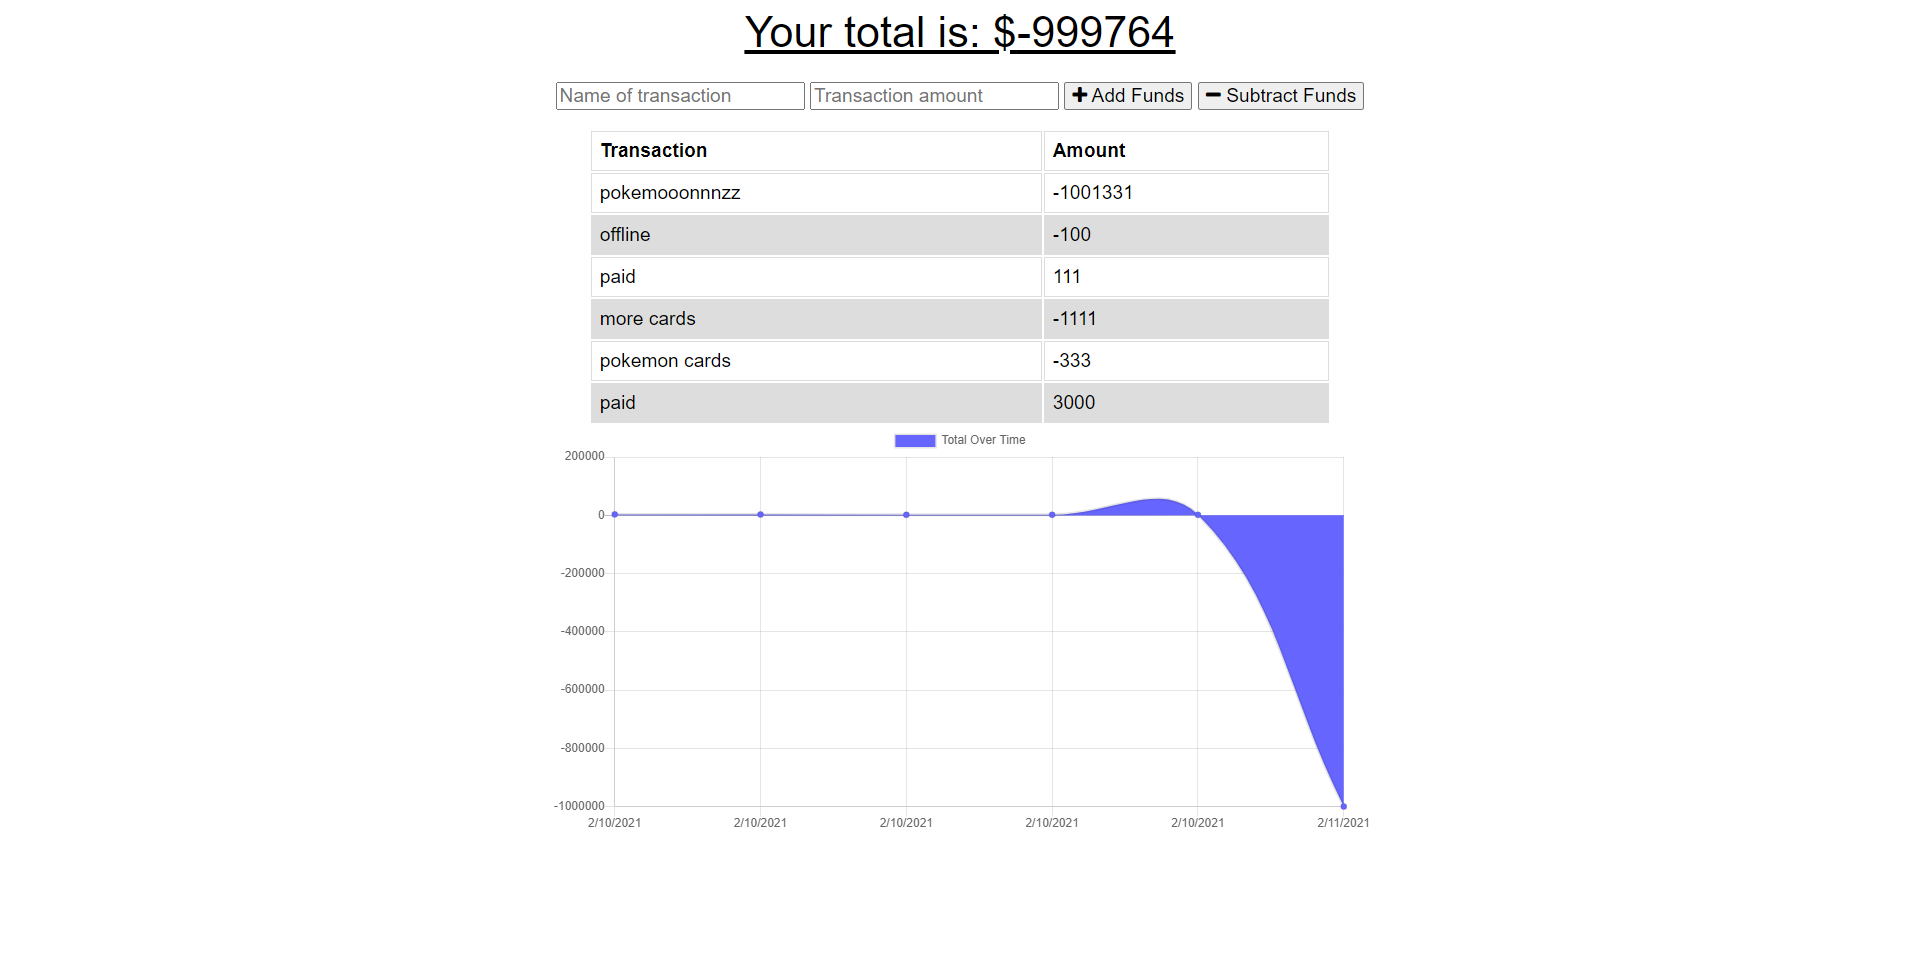 Your total is: $-999764
Name of transaction Transaction amount Add Funds Subtract Funds
Transaction Amount
pokemooonnnzz -1001331
offline -100
paid 111
more cards -1111
pokemon cards -333
paid 3000
Total Over Time
200000
0
-200000
-400000
-600000
-800000
-1000000
2/10/2021 2/10/2021 2/10/2021 2/10/2021 2/10/2021 2/11/2021